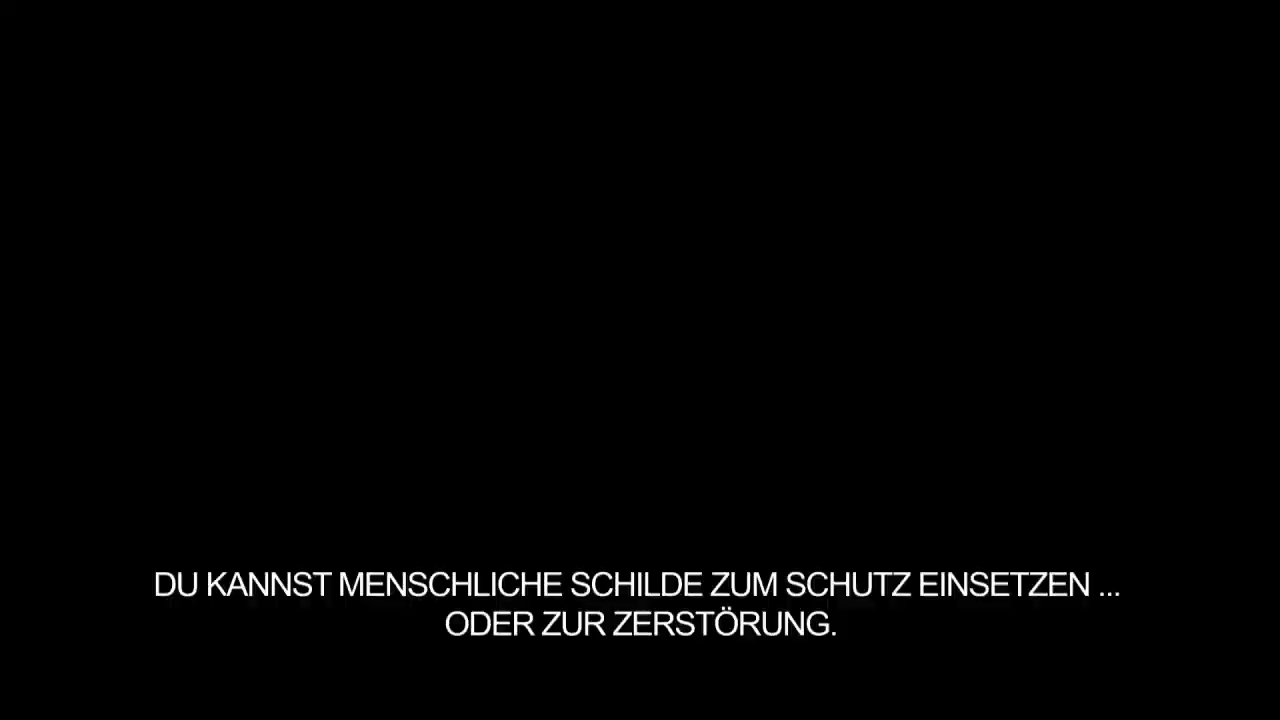 DU KANNST MENSCHLICHE SCHILDE ZUM SCHUTZ EINSETZEN ...
ODER ZUR ZERSTÖRUNG.